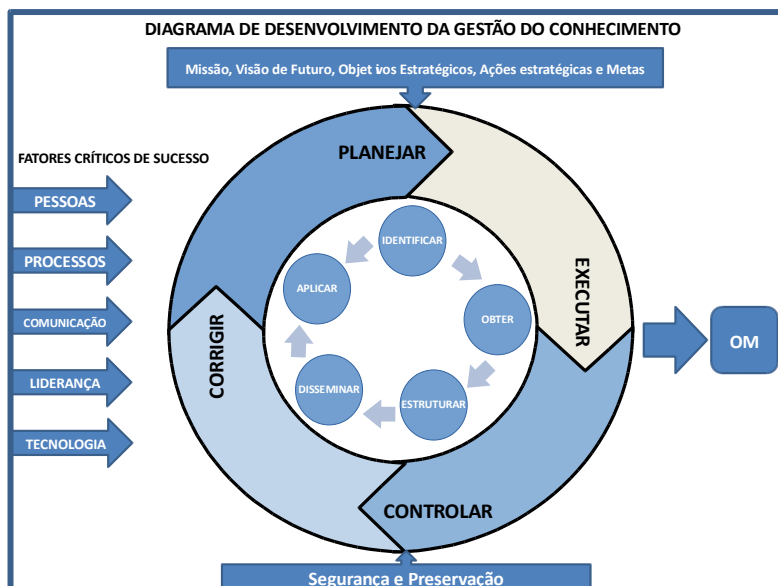 DIAGRAMA DE DESENVOLVIMENTO DA GESTÃO DO CONHECIMENTO
Missão, Visão de Futuro, Objet ivos Estratégicos, Ações estratégicas e Metas
FATORES CRÍTICOS DE SUCESSO
PESSOAS
PROCESSOS
COMUNICAÇÃO
LIDERANÇA
TECNOLOGIA
PLANEJAR
EXECUTAR
CONTROLAR
CORRIGIR
IDENTIFICAR
OBTER
ESTRUTURAR
DISSEMINAR
APLICAR
OM
Segurança e Preservação